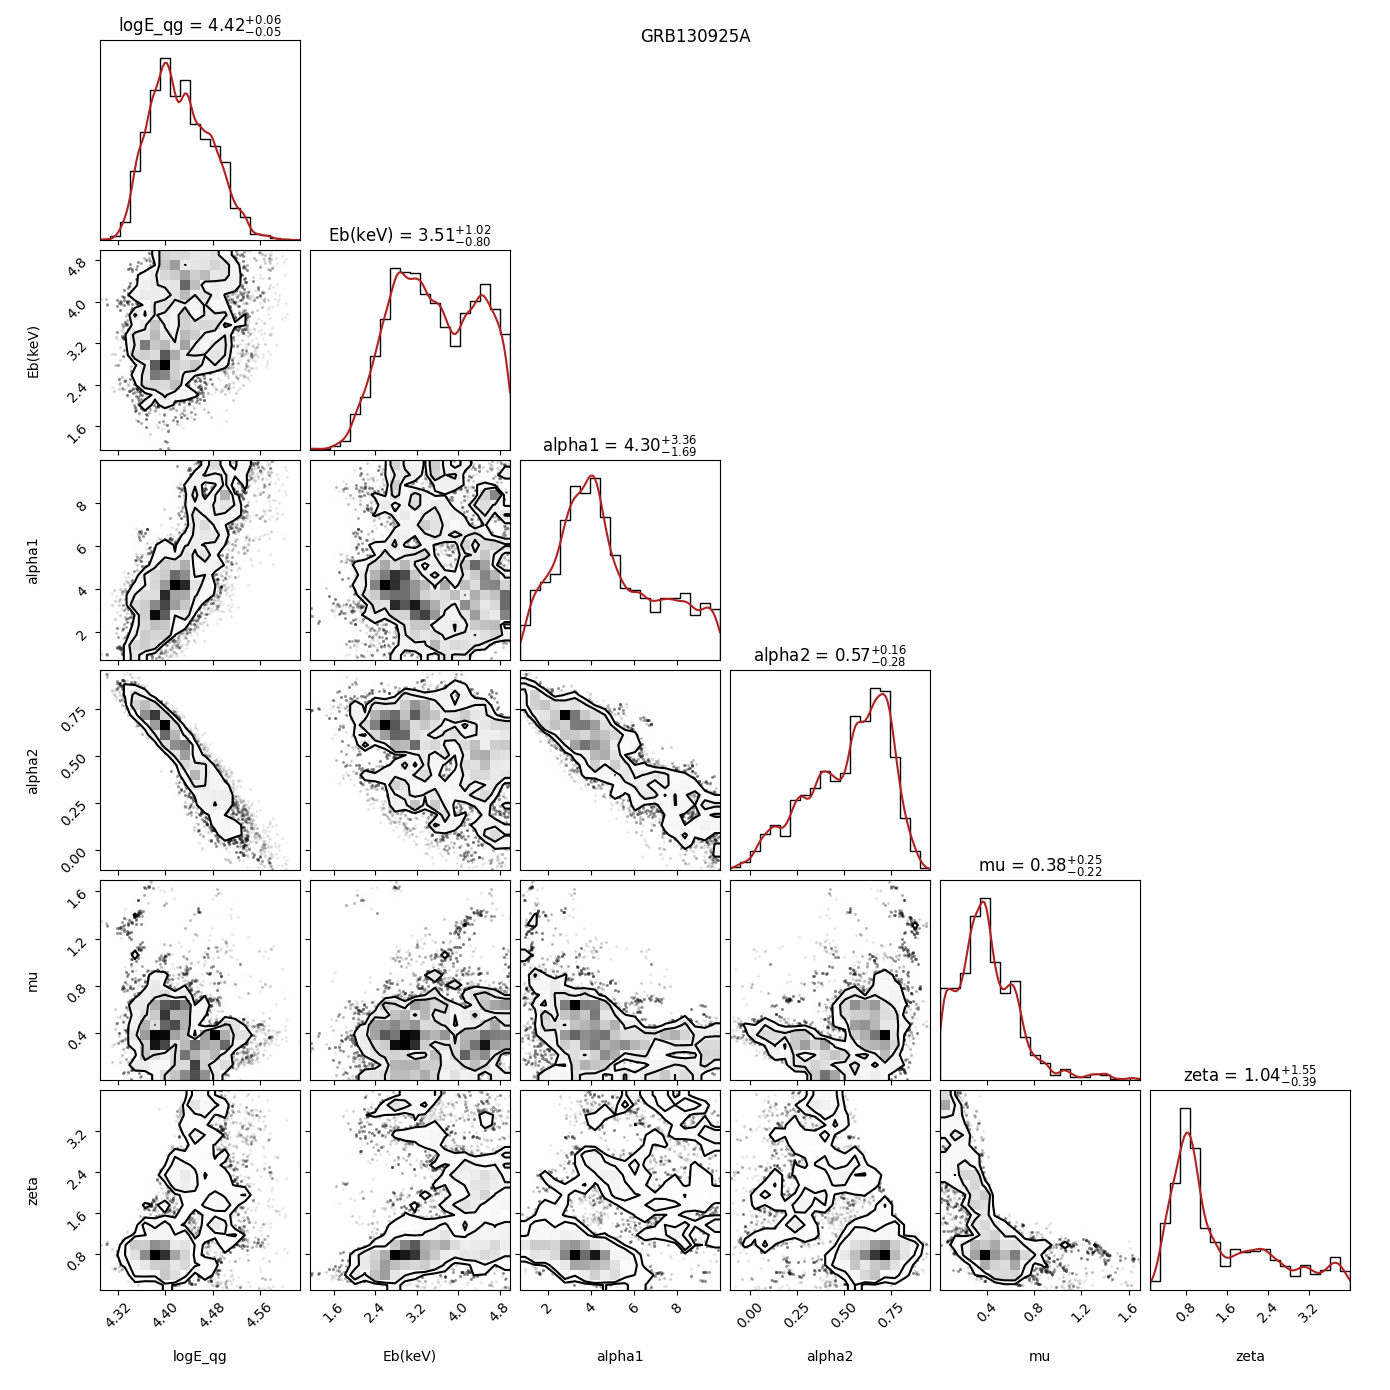 GRB130925A
logE_qg = 4.42+0.06 −0.05
Eb(keV) = 3.51+1.02 −0.80
Eb(keV)
4.8
4.0
3.2
2.4
1.6
alpha1 = 4.30+3.36 −1.69
alpha1
8
6
4
2
alpha2 = 0.57+0.16 −0.28
alpha2
0.75
0.50
0.25
0.00
mu = 0.38+0.25 −0.22
mu
1.6
1.2
0.8
0.4
zeta = 1.04+1.55 −0.39
zeta
3.2
2.4
1.6
0.8
4.32 4.40 4.48 4.56
1.6 2.4 3.2 4.0 4.8
2 4 6 8
0.00 0.25 0.50 0.75
0.4 0.8 1.2 1.6
0.8 1.6 2.4 3.2
logE_qg Eb(keV) alpha1 alpha2 mu zeta